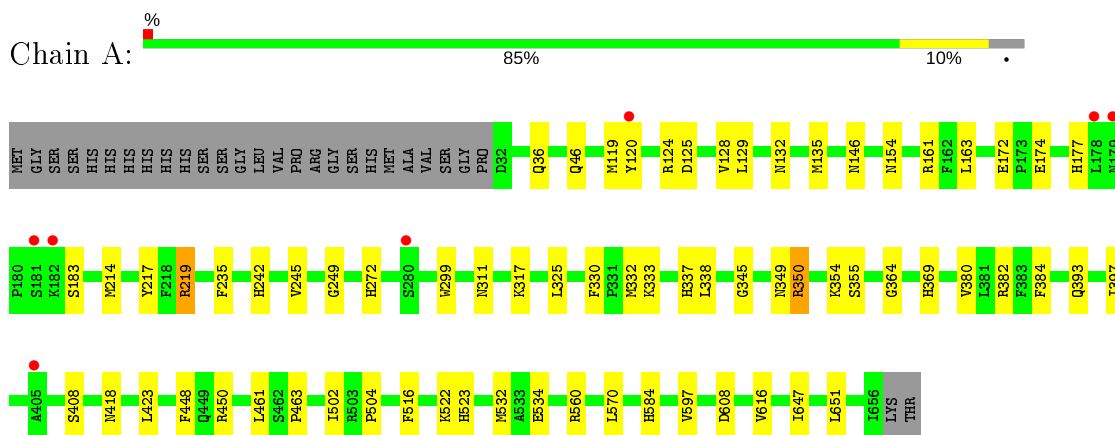 %
Chain A:
85% 10% •
MET GLY SER SER HIS HIS HIS HIS HIS HIS SER SER GLY LEU VAL PRO ARG GLY SER HIS MET ALA VAL SER GLY PRO D32 Q36 Q46 M119 Y120 R124 D125 V128 L129 N132 M135 N146 N154 R161 F162 L163 E172 P173 E174 H177 L178 N179
P180 S181 K182 S183 M214 Y217 F218 R219 F235 H242 V245 G249 H272 S280 W299 N311 K317 L325 F330 P331 M332 K333 H337 L338 G345 N349 R350 K354 S355 G364 H369 V380 L381 R382 F383 F384 Q393 I397
A405 S408 N418 L423 F448 Q449 R450 L461 S462 P463 I502 R503 P504 F516 K522 H523 M532 A533 E534 R560 L570 H584 V597 D608 V616 I647 L651 I656 LYS THR